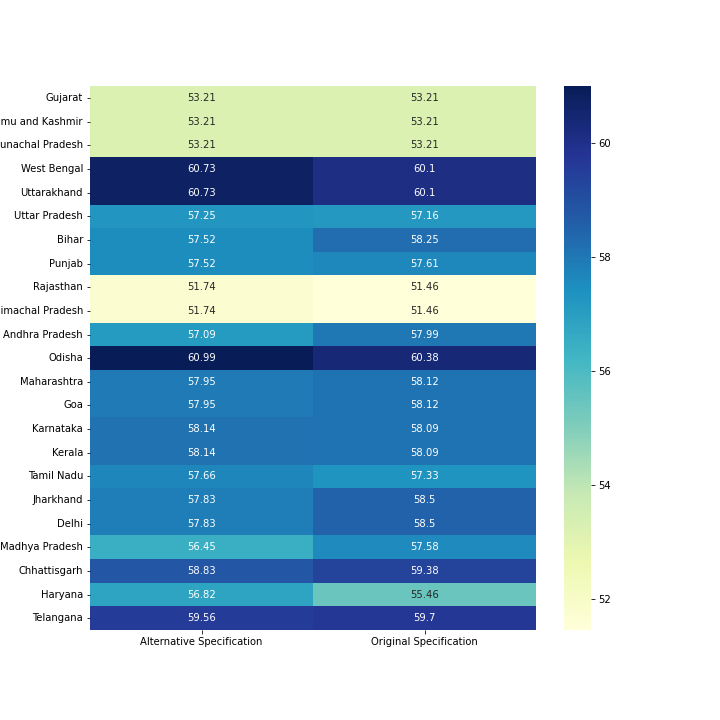 Gujarat 53.21 53.21
mu and Kashmir 53.21 53.21
unachal Pradesh 53.21 53.21
West Bengal 60.73 60.1
Uttarakhand 60.73 60.1
Uttar Pradesh 57.25 57.16
Bihar 57.52 58.25
Punjab 57.52 57.61
Rajasthan 51.74 51.46
imachal Pradesh 51.74 51.46
Andhra Pradesh 57.09 57.99
Odisha 60.99 60.38
Maharashtra 57.95 58.12
Goa 57.95 58.12
Karnataka 58.14 58.09
Kerala 58.14 58.09
Tamil Nadu 57.66 57.33
Jharkhand 57.83 58.5
Delhi 57.83 58.5
Madhya Pradesh 56.45 57.58
Chhattisgarh 58.83 59.38
Haryana 56.82 55.46
Telangana 59.56 59.7
Alternative Specification Original Specification
60
58
56
54
52